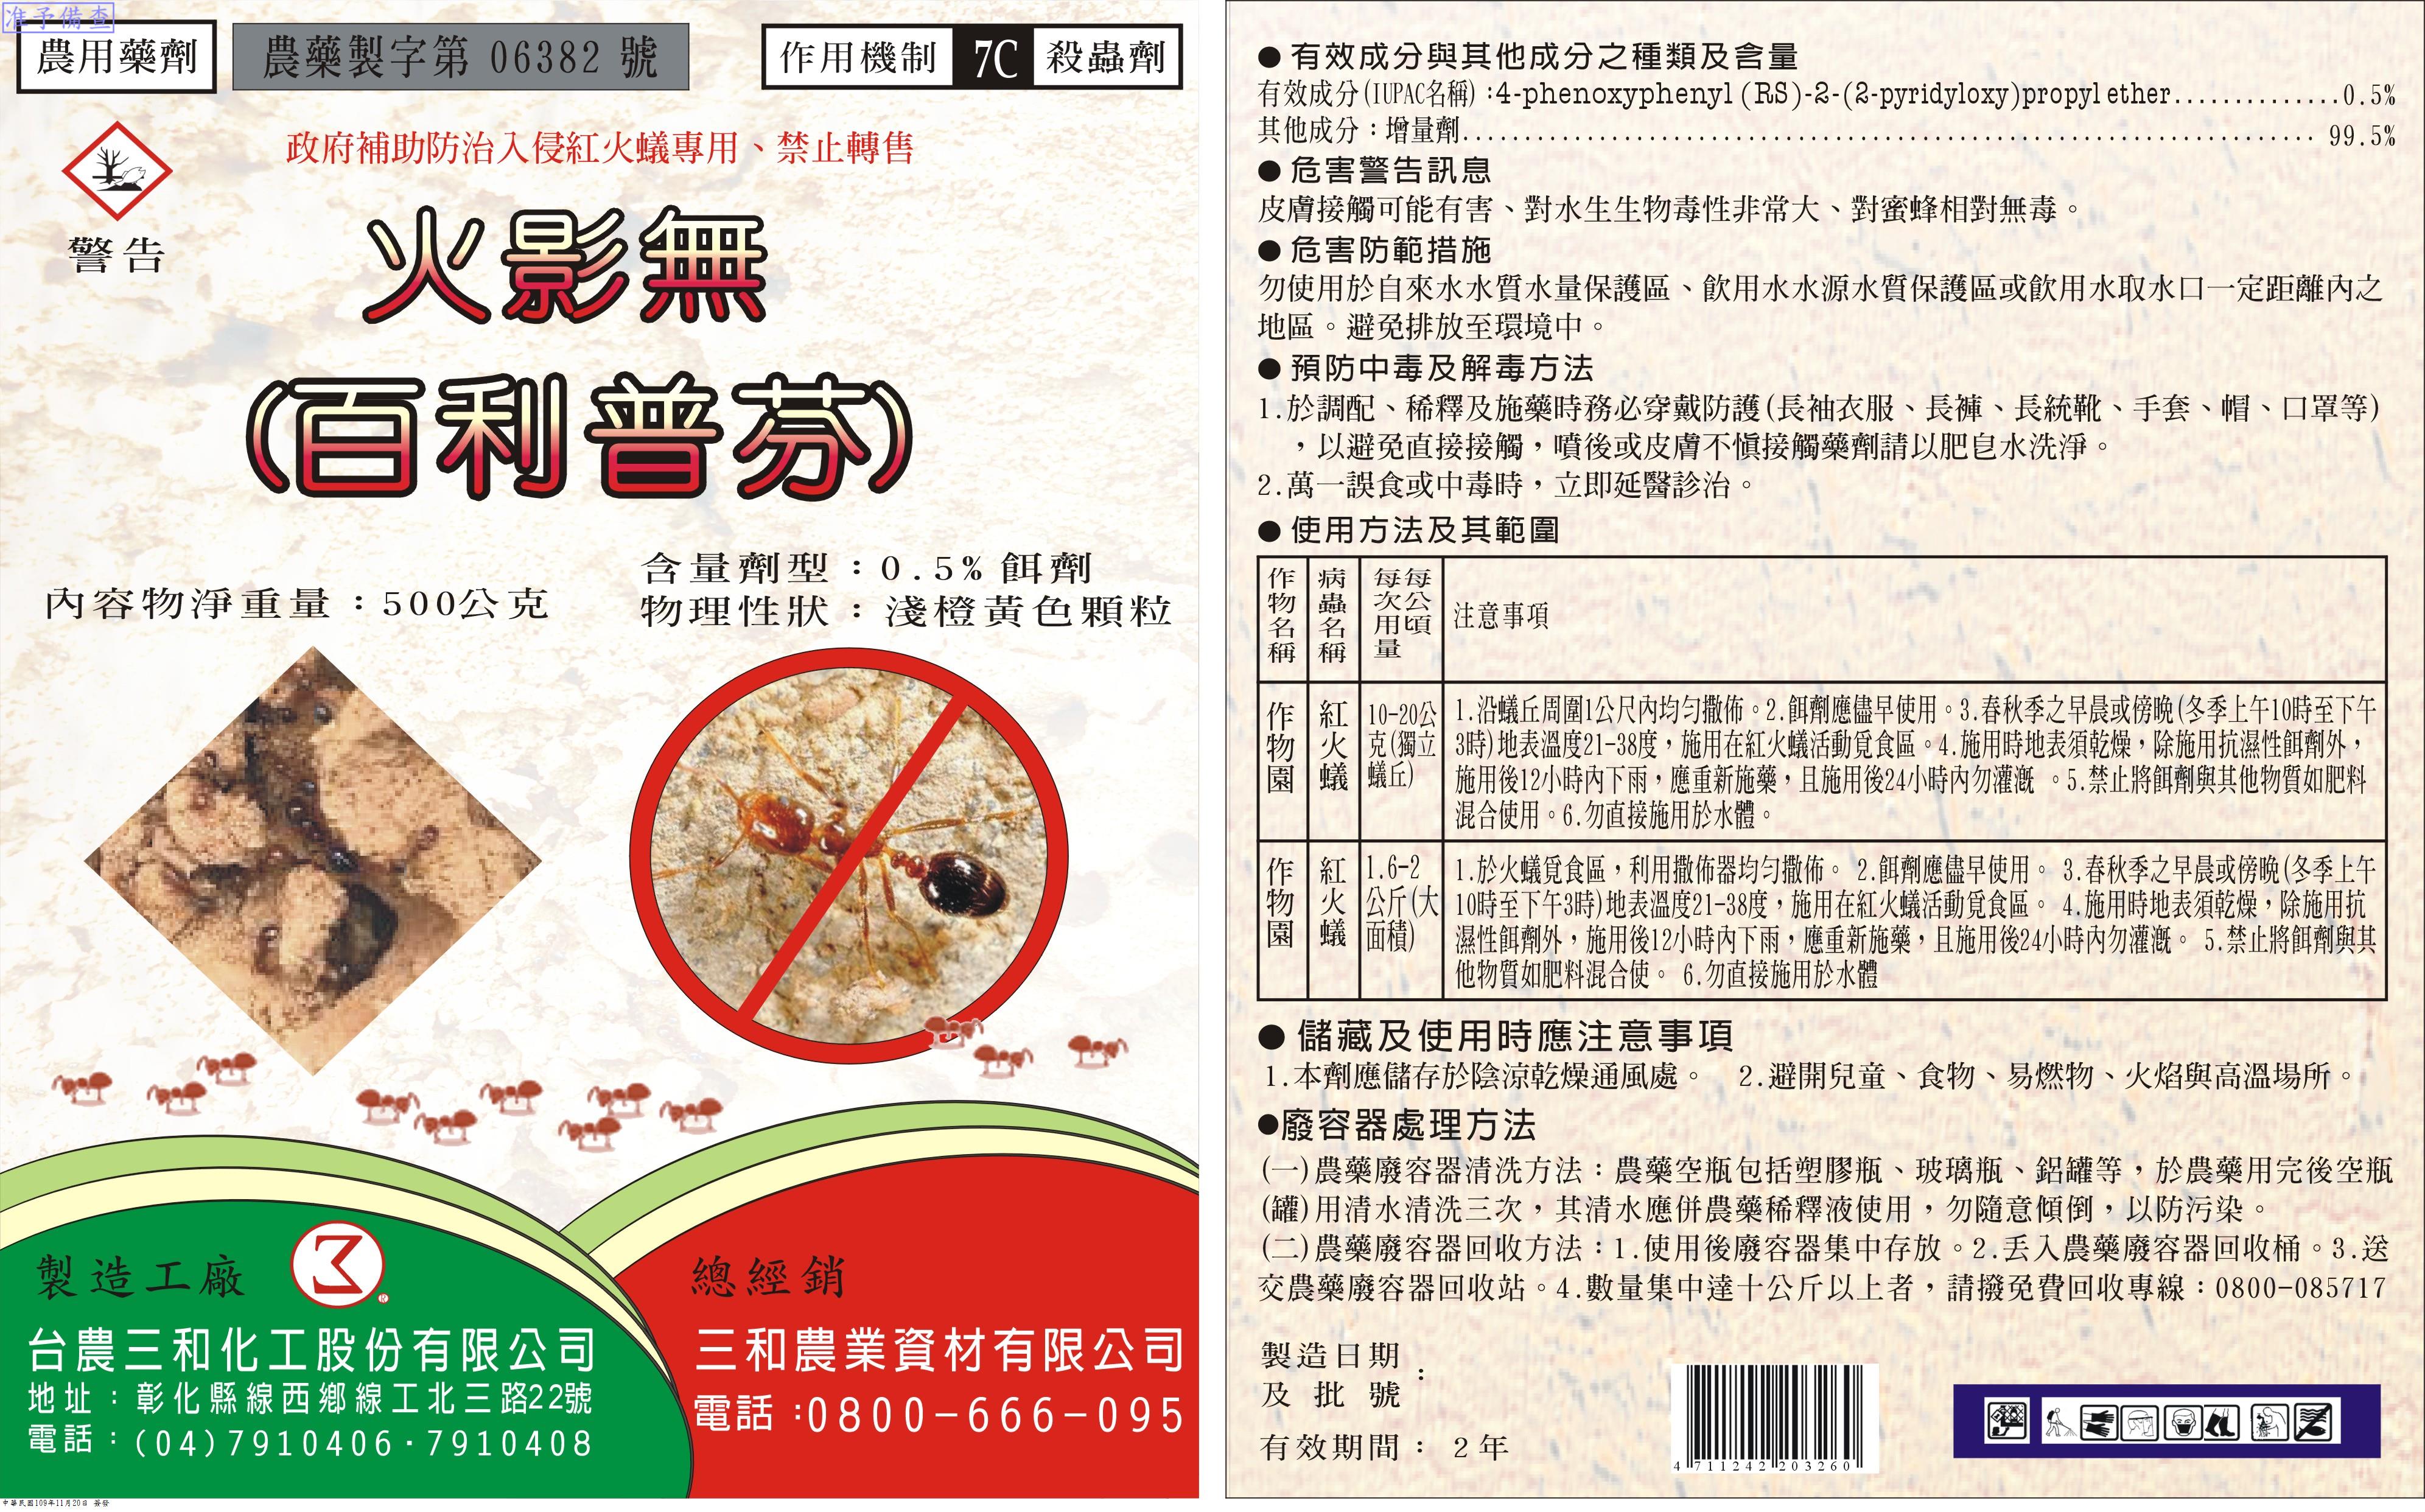 准予備查
農用藥劑
農藥製字第 06382 號
作用機制 7C 殺蟲劑
警告
政府補助防治入侵紅火蟻專用、禁止轉售
火影無
(百利普芬)
內容物淨重量：500公克
含量劑型：0.5% 餌劑
物理性狀：淺橙黃色顆粒
製造工廠
®
台農三和化工股份有限公司
地址：彰化縣線西鄉線工北三路22號
電話：(04)7910406·7910408
總經銷
三和農業資材有限公司
電話:0800-666-095
中華民國109年11月20日 簽發
● 有效成分與其他成分之種類及含量
有效成分(IUPAC名稱):4-phenoxyphenyl (RS)-2-(2-pyridyloxy)propyl ether..............0.5%
其他成分：增量劑...................................................................... 99.5%
● 危害警告訊息
皮膚接觸可能有害、對水生生物毒性非常大、對蜜蜂相對無毒。
● 危害防範措施
勿使用於自來水水質水量保護區、飲用水水源水質保護區或飲用水取水口一定距離內之
地區。避免排放至環境中。
● 預防中毒及解毒方法
1.於調配、稀釋及施藥時務必穿戴防護(長袖衣服、長褲、長統靴、手套、帽、口罩等)
，以避免直接接觸，噴後或皮膚不慎接觸藥劑請以肥皂水洗淨。
2.萬一誤食或中毒時，立即延醫診治。
● 使用方法及其範圍
作物名稱
病蟲名稱
每公頃每次用量
注意事項
作物園
紅火蟻
10-20公
克(獨立
蟻丘)
1.沿蟻丘周圍1公尺內均勻撒佈。2.餌劑應儘早使用。3.春秋季之早晨或傍晚(冬季上午10時至下午
3時)地表溫度21-38度，施用在紅火蟻活動覓食區。4.施用時地表須乾燥，除施用抗濕性餌劑外，
施用後12小時內下雨，應重新施藥，且施用後24小時內勿灌溉 。5.禁止將餌劑與其他物質如肥料
混合使用。6.勿直接施用於水體。
作物園
紅火蟻
1.6-2
公斤(大
面積)
1.於火蟻覓食區，利用撒佈器均勻撒佈。 2.餌劑應儘早使用。 3.春秋季之早晨或傍晚(冬季上午
10時至下午3時)地表溫度21-38度，施用在紅火蟻活動覓食區。 4.施用時地表須乾燥，除施用抗
濕性餌劑外，施用後12小時內下雨，應重新施藥，且施用後24小時內勿灌溉。 5.禁止將餌劑與其
他物質如肥料混合使。 6.勿直接施用於水體
● 儲藏及使用時應注意事項
1.本劑應儲存於陰涼乾燥通風處。 2.避開兒童、食物、易燃物、火焰與高溫場所。
●廢容器處理方法
(一)農藥廢容器清洗方法：農藥空瓶包括塑膠瓶、玻璃瓶、鋁罐等，於農藥用完後空瓶
(罐)用清水清洗三次，其清水應併農藥稀釋液使用，勿隨意傾倒，以防污染。
(二)農藥廢容器回收方法：1.使用後廢容器集中存放。2.丟入農藥廢容器回收桶。3.送
交農藥廢容器回收站。4.數量集中達十公斤以上者，請撥免費回收專線：0800-085717
製造日期
及批號：
有效期間： 2年
4 711242 203260